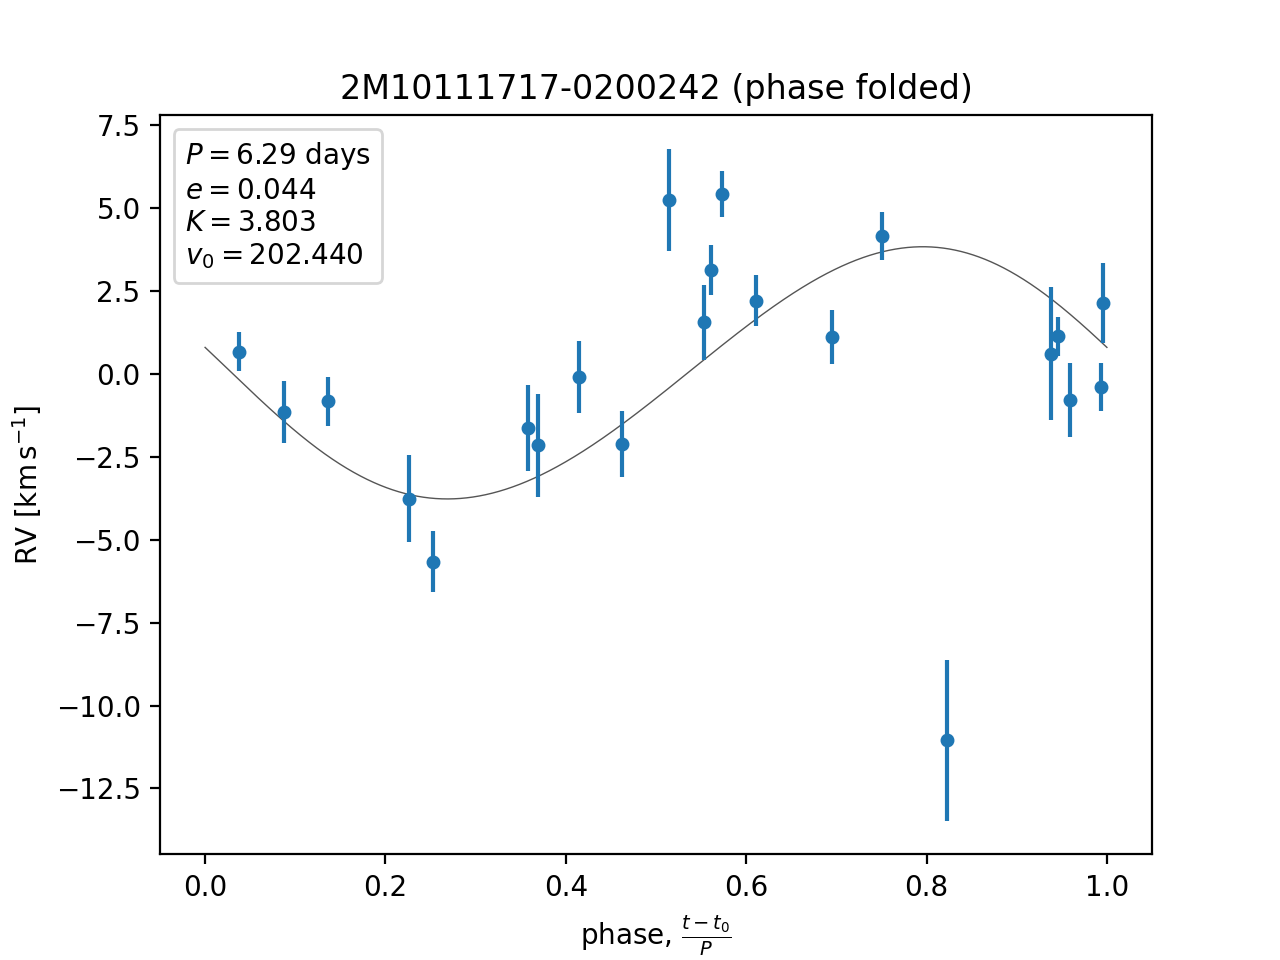 2M10111717-0200242 (phase folded)
P = 6.29 days
e = 0.044
K = 3.803
v₀ = 202.440
7.5
5.0
2.5
0.0
−2.5
−5.0
−7.5
−10.0
−12.5
RV [km s⁻¹]
0.0 0.2 0.4 0.6 0.8 1.0
phase, (t − t₀)/P